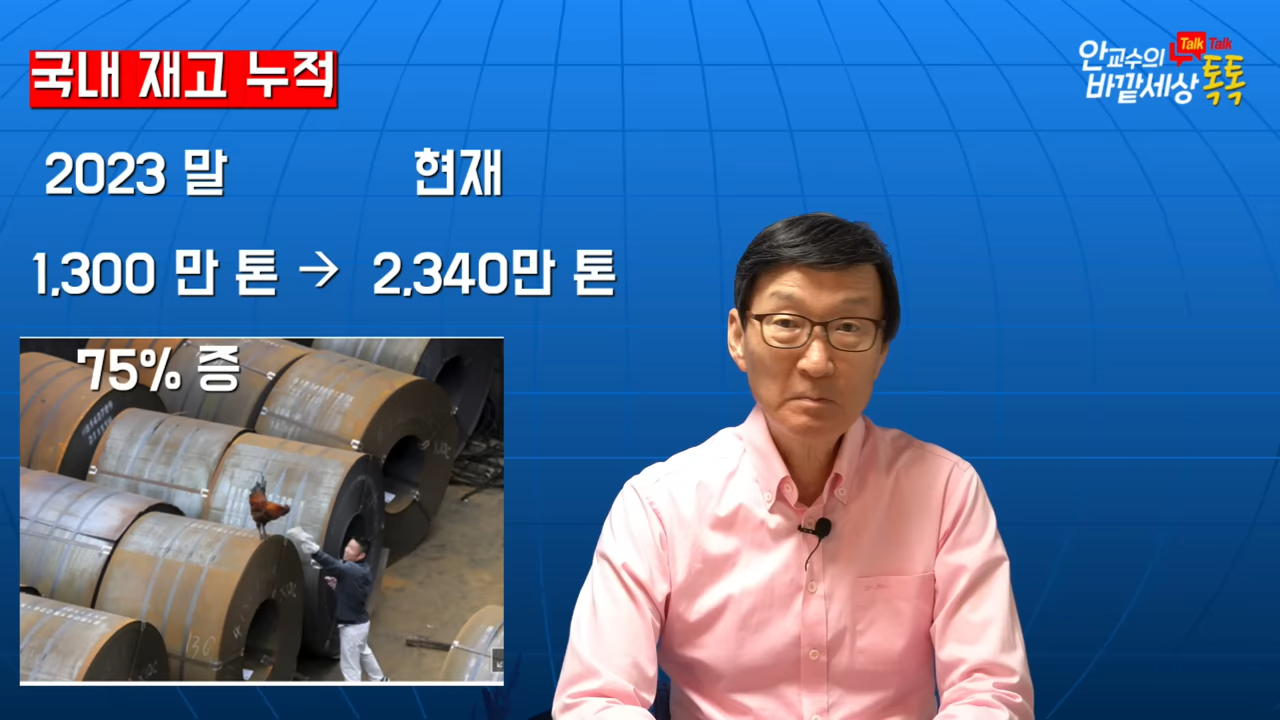 국내 재고 누적
안교수의 Talk Talk
바깥세상 톡톡
2023 말 현재
1,300 만 톤 → 2,340만 톤
75% 증